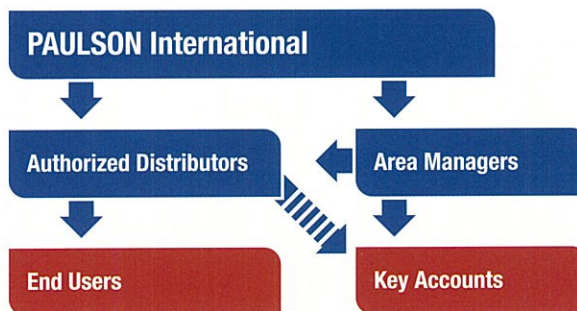 PAULSON International
Authorized Distributors
Area Managers
End Users
Key Accounts